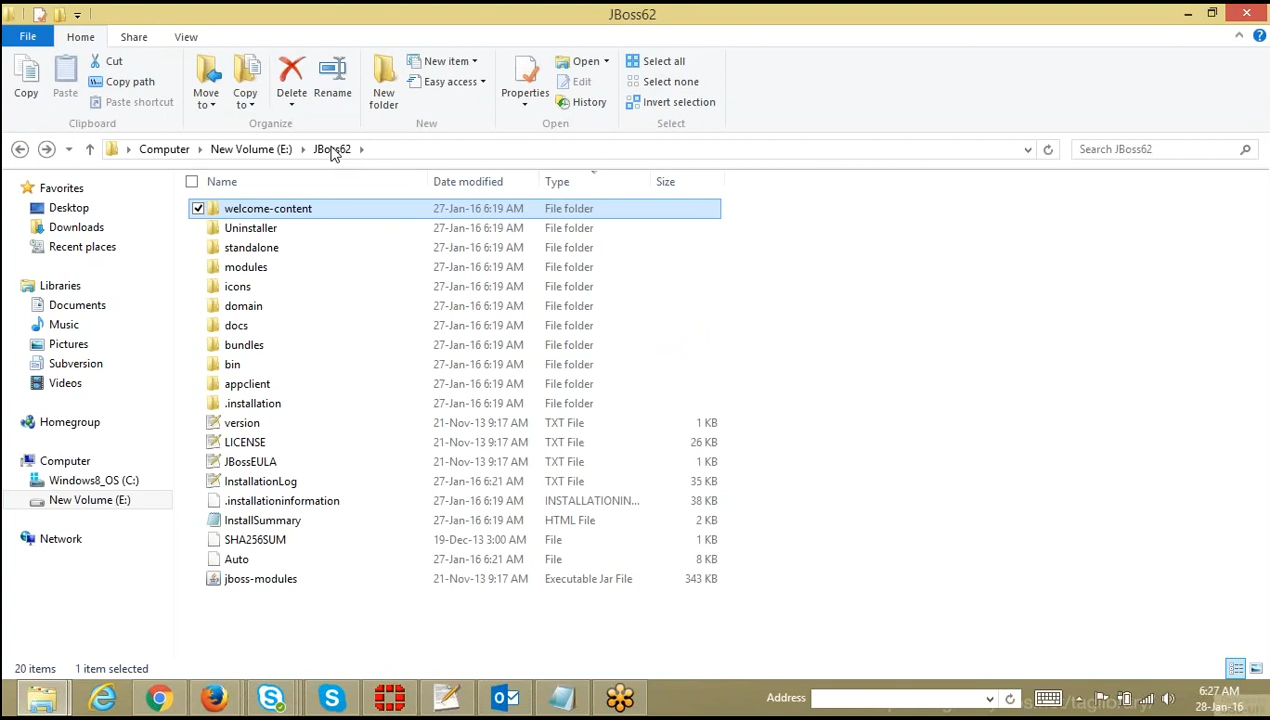 JBoss62
File
Home
Share
View
Copy
Paste
Cut
Copy path
Paste shortcut
Clipboard
Move to
Copy to
Delete
Rename
Organize
New folder
New item
Easy access
New
Properties
Open
Edit
History
Open
Select all
Select none
Invert selection
Select
Computer
New Volume (E:)
JBoss62
Search JBoss62
Name Date modified Type Size
Favorites
Desktop
Downloads
Recent places
Libraries
Documents
Music
Pictures
Subversion
Videos
Homegroup
Computer
Windows8_OS (C:)
New Volume (E:)
Network
welcome-content 27-Jan-16 6:19 AM File folder
Uninstaller 27-Jan-16 6:19 AM File folder
standalone 27-Jan-16 6:19 AM File folder
modules 27-Jan-16 6:19 AM File folder
icons 27-Jan-16 6:19 AM File folder
domain 27-Jan-16 6:19 AM File folder
docs 27-Jan-16 6:19 AM File folder
bundles 27-Jan-16 6:19 AM File folder
bin 27-Jan-16 6:19 AM File folder
appclient 27-Jan-16 6:19 AM File folder
.installation 27-Jan-16 6:19 AM File folder
version 21-Nov-13 9:17 AM TXT File 1 KB
LICENSE 21-Nov-13 9:17 AM TXT File 26 KB
JBossEULA 21-Nov-13 9:17 AM TXT File 1 KB
InstallationLog 27-Jan-16 6:21 AM TXT File 35 KB
.installationinformation 27-Jan-16 6:19 AM INSTALLATIONIN... 38 KB
InstallSummary 27-Jan-16 6:19 AM HTML File 2 KB
SHA256SUM 19-Dec-13 3:00 AM File 1 KB
Auto 27-Jan-16 6:21 AM File 8 KB
jboss-modules 21-Nov-13 9:17 AM Executable Jar File 343 KB
20 items 1 item selected
Address
6:27 AM
28-Jan-16